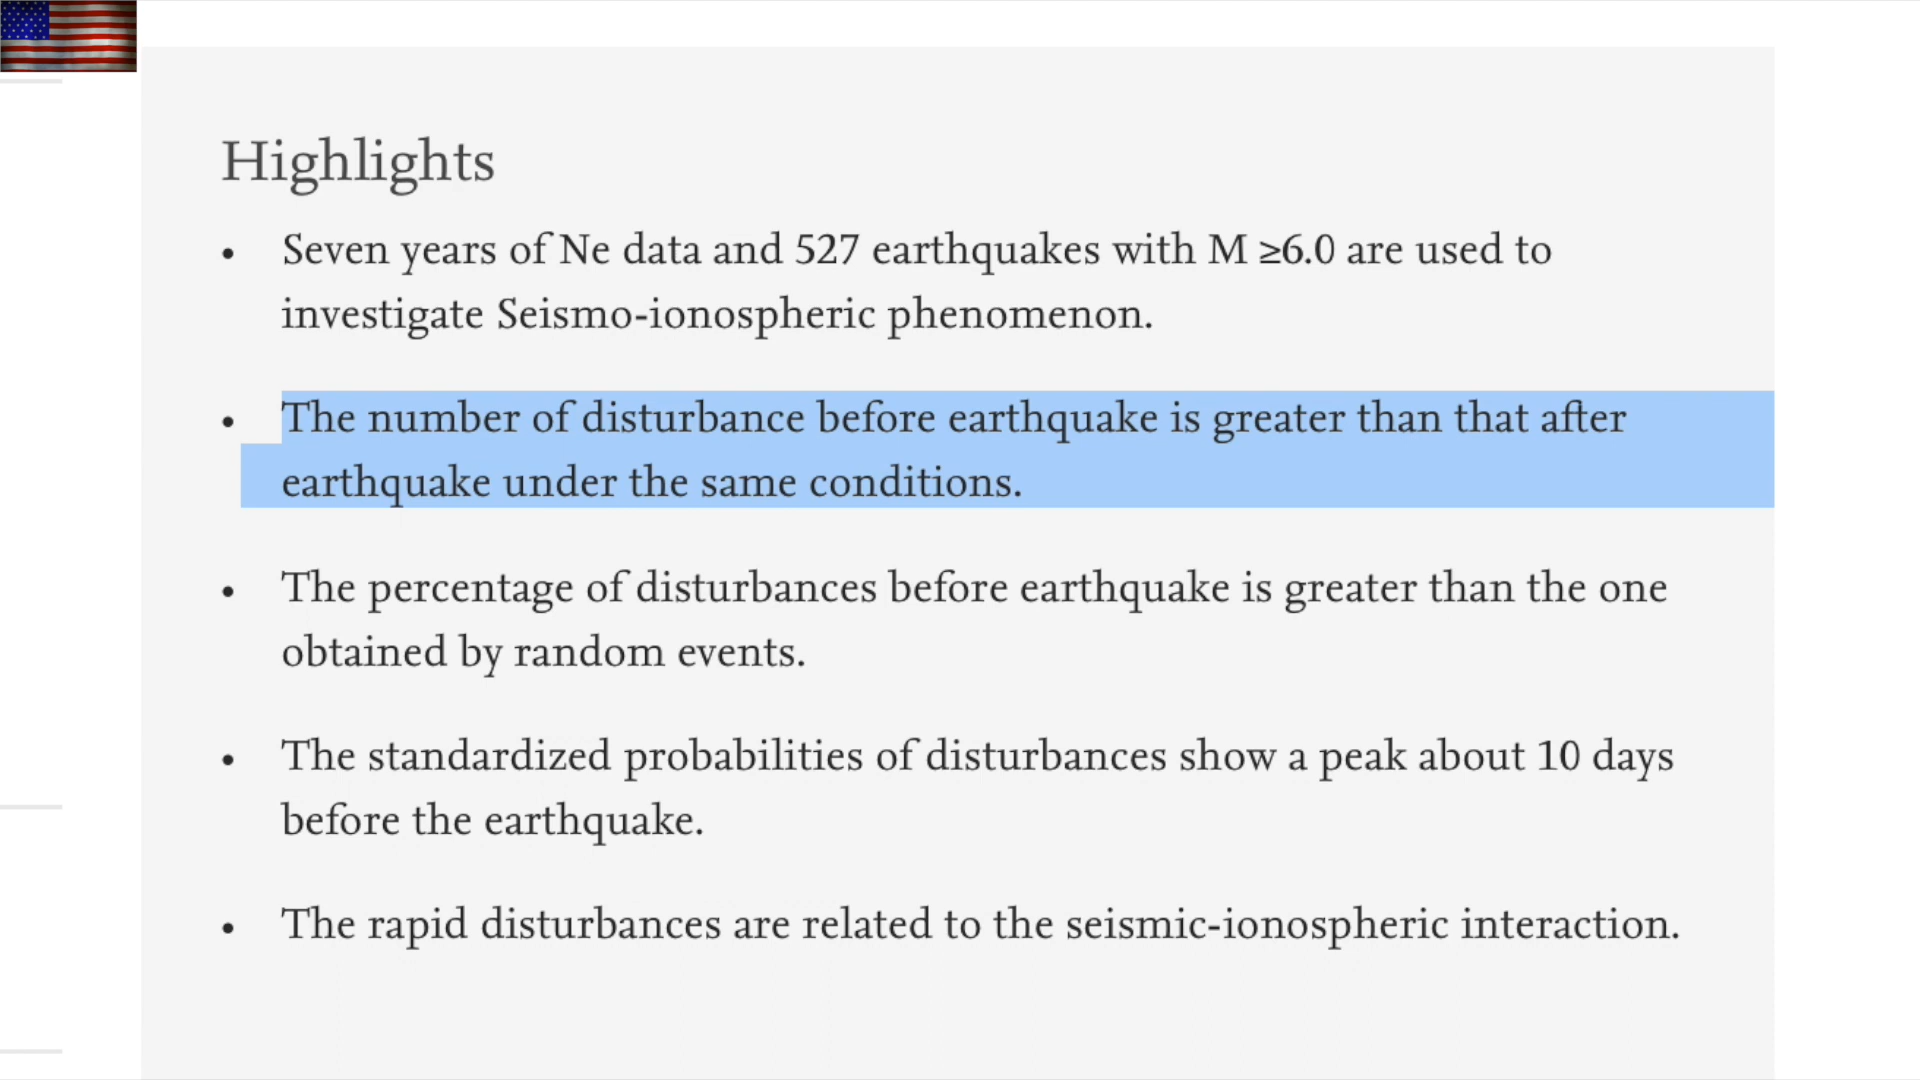 Highlights
• Seven years of Ne data and 527 earthquakes with M ≥6.0 are used to
investigate Seismo-ionospheric phenomenon.
• The number of disturbance before earthquake is greater than that after
earthquake under the same conditions.
• The percentage of disturbances before earthquake is greater than the one
obtained by random events.
• The standardized probabilities of disturbances show a peak about 10 days
before the earthquake.
• The rapid disturbances are related to the seismic-ionospheric interaction.